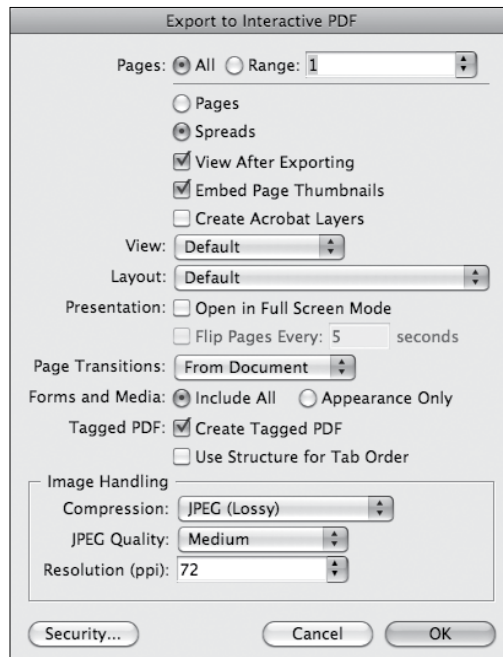 Export to Interactive PDF
Pages: All Range: 1
Pages
Spreads
View After Exporting
Embed Page Thumbnails
Create Acrobat Layers
View: Default
Layout: Default
Presentation: Open in Full Screen Mode
Flip Pages Every: 5 seconds
Page Transitions: From Document
Forms and Media: Include All Appearance Only
Tagged PDF: Create Tagged PDF
Use Structure for Tab Order
Image Handling
Compression: JPEG (Lossy)
JPEG Quality: Medium
Resolution (ppi): 72
Security... Cancel OK